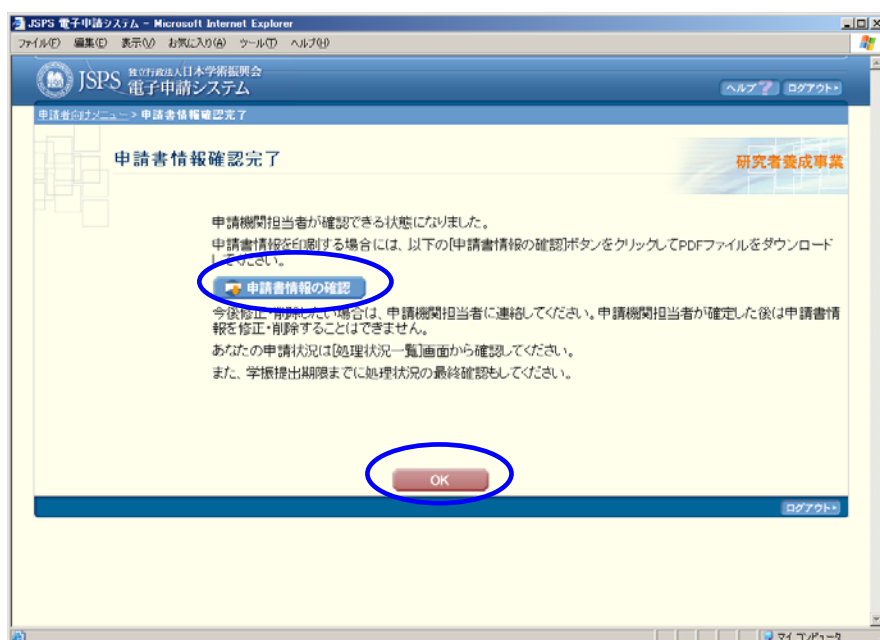 JSPS 電子申請システム - Microsoft Internet Explorer
ファイル(F) 編集(E) 表示(V) お気に入り(A) ツール(T) ヘルプ(H)
JSPS 独立行政法人日本学術振興会
電子申請システム
ヘルプ ? ログアウト
申請者向けメニュー > 申請書情報確認完了
申請書情報確認完了
研究者養成事業
申請機関担当者が確認できる状態になりました。
申請書情報を印刷する場合には、以下の[申請書情報の確認]ボタンをクリックしてPDFファイルをダウンロード
してください。
申請書情報の確認
今後修正・削除したい場合は、申請機関担当者に連絡してください。申請機関担当者が確定した後は申請書情
報を修正・削除することはできません。
あなたの申請状況は[処理状況一覧]画面から確認してください。
また、学振提出期限までに処理状況の最終確認もしてください。
OK
ログアウト
マイ コンピュータ